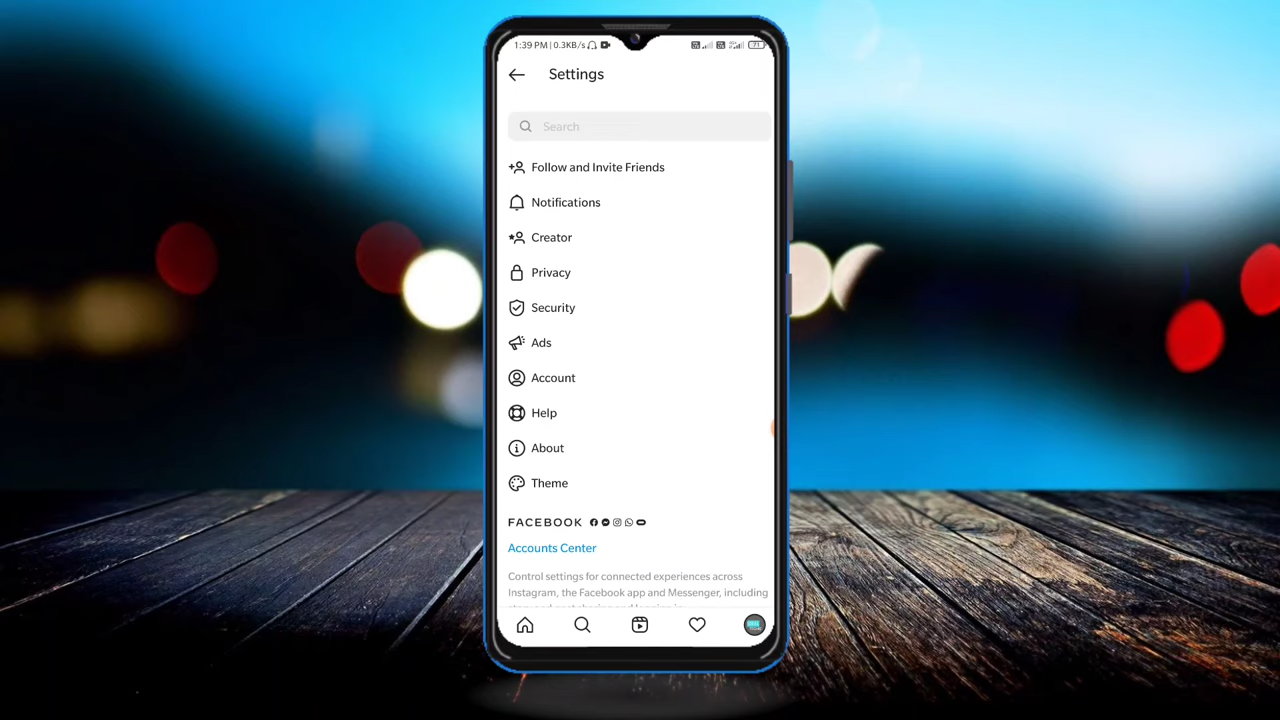 1:39 PM | 0.3KB/s
71
Settings
Search
Follow and Invite Friends
Notifications
Creator
Privacy
Security
Ads
Account
Help
About
Theme
FACEBOOK
Accounts Center
Control settings for connected experiences across
Instagram, the Facebook app and Messenger, including